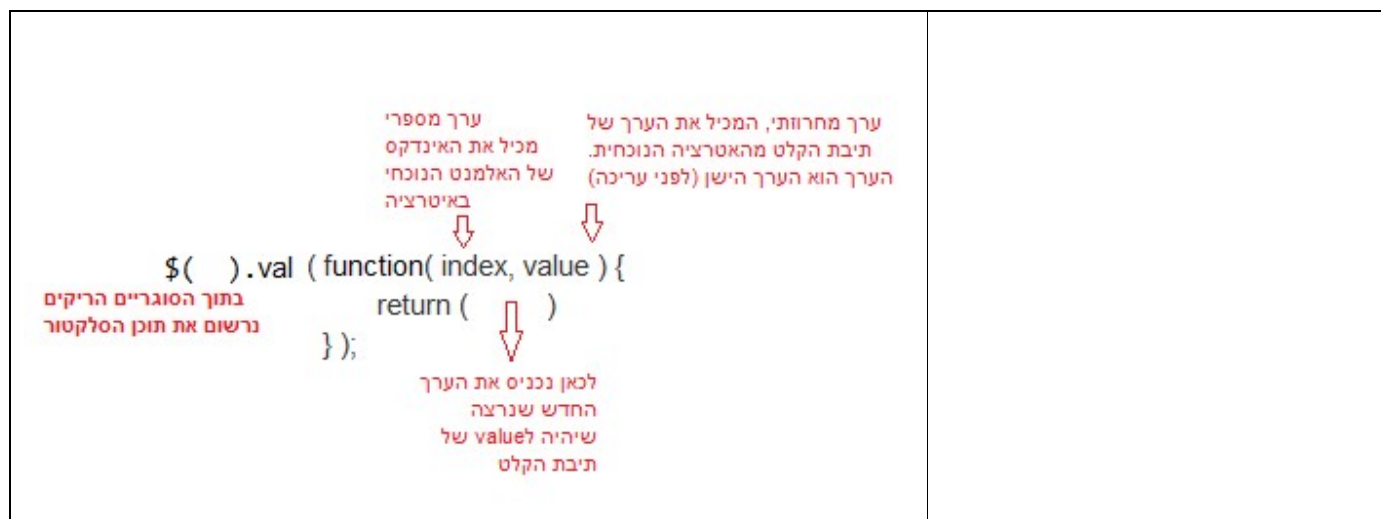 ערך מחרוזתי, המכיל את הערך של
תיבת הקלט מהאטרציה הנוכחית.
הערך הוא הערך הישן (לפני עריכה)
ערך מספרי
מכיל את האינדקס
של האלמנט הנוכחי
באיטרציה
$(  ).val ( function( index, value ) {
return (      )
} );
בתוך הסוגריים הריקים
נרשום את תוכן הסלקטור
לכאן נכניס את הערך
החדש שנרצה
שיהיה לvalue של
תיבת הקלט